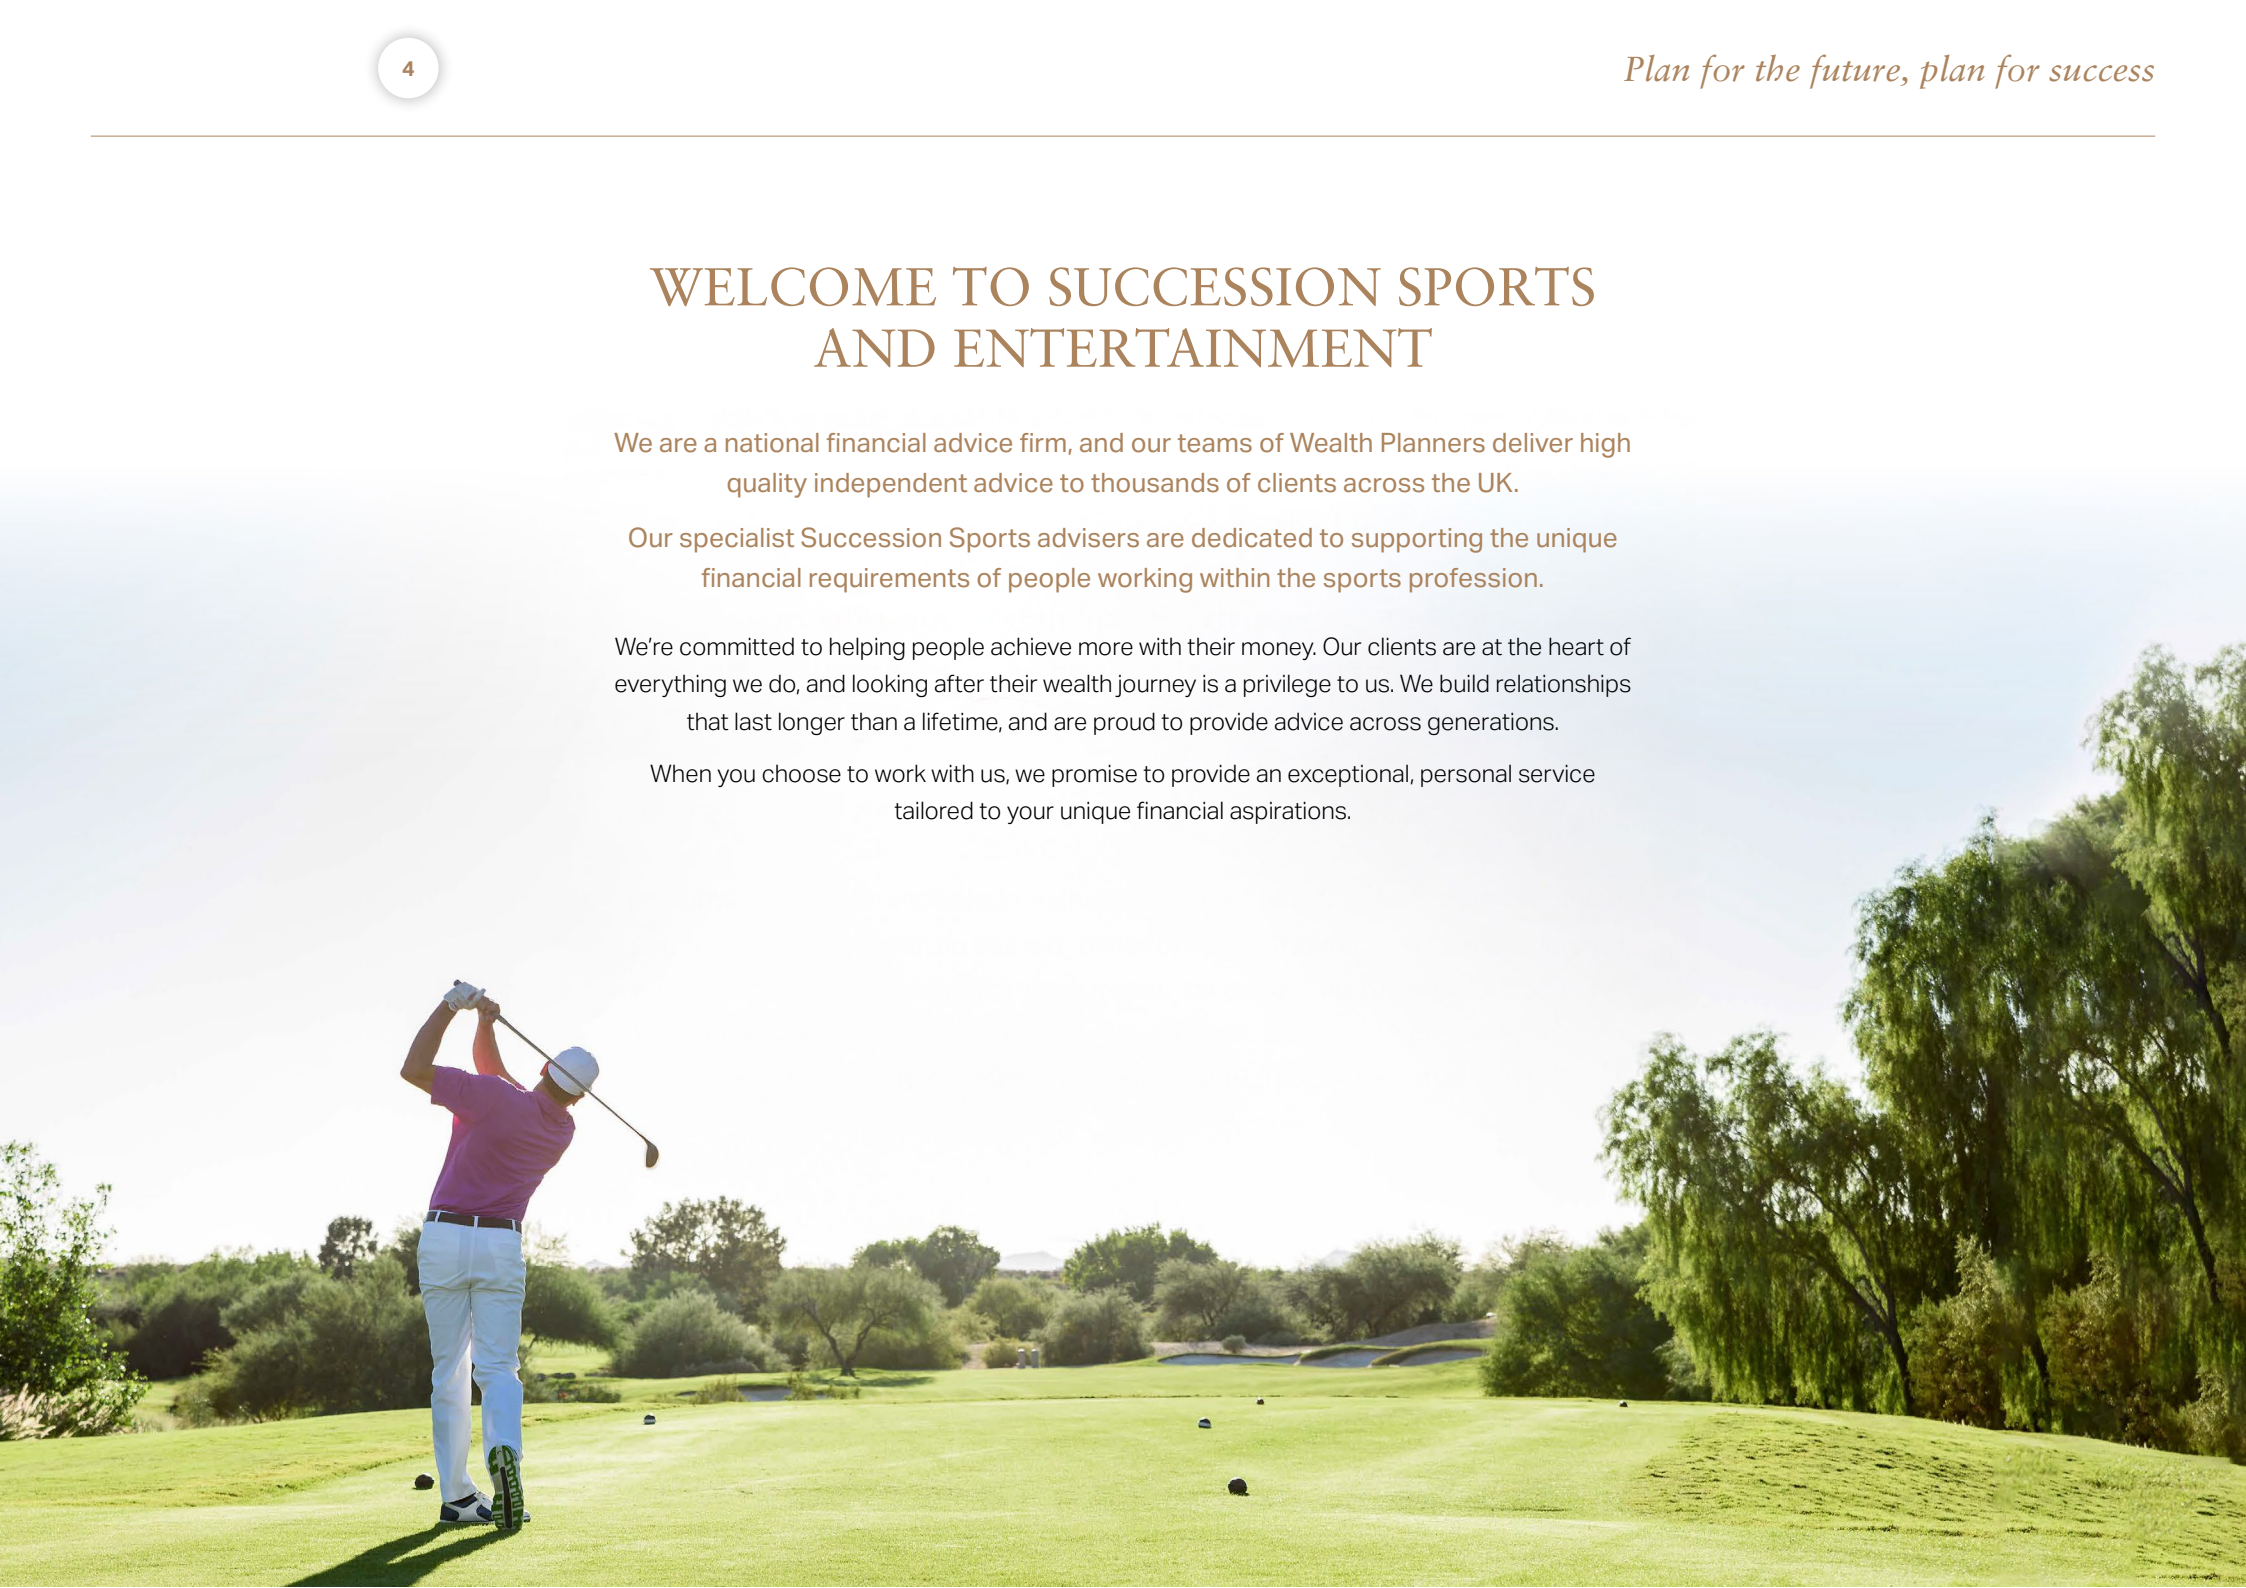 4
Plan for the future, plan for success
WELCOME TO SUCCESSION SPORTS
AND ENTERTAINMENT
We are a national financial advice firm, and our teams of Wealth Planners deliver high
quality independent advice to thousands of clients across the UK.
Our specialist Succession Sports advisers are dedicated to supporting the unique
financial requirements of people working within the sports profession.
We’re committed to helping people achieve more with their money. Our clients are at the heart of
everything we do, and looking after their wealth journey is a privilege to us. We build relationships
that last longer than a lifetime, and are proud to provide advice across generations.
When you choose to work with us, we promise to provide an exceptional, personal service
tailored to your unique financial aspirations.